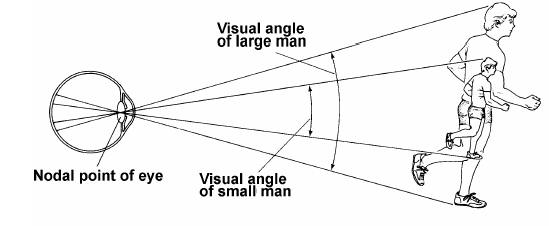 Visual angle
of large man
Nodal point of eye
Visual angle
of small man